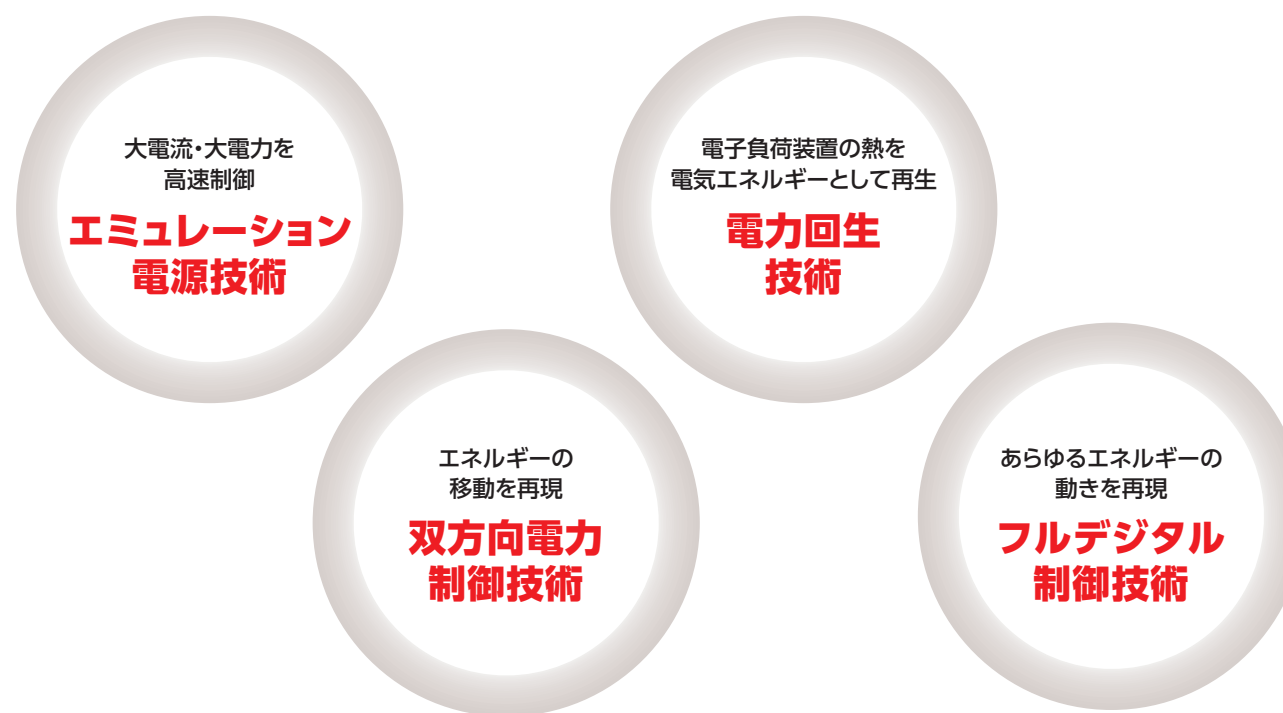 大電流・大電力を
高速制御
エミュレーション
電源技術
電子負荷装置の熱を
電気エネルギーとして再生
電力回生
技術
エネルギーの
移動を再現
双方向電力
制御技術
あらゆるエネルギーの
動きを再現
フルデジタル
制御技術